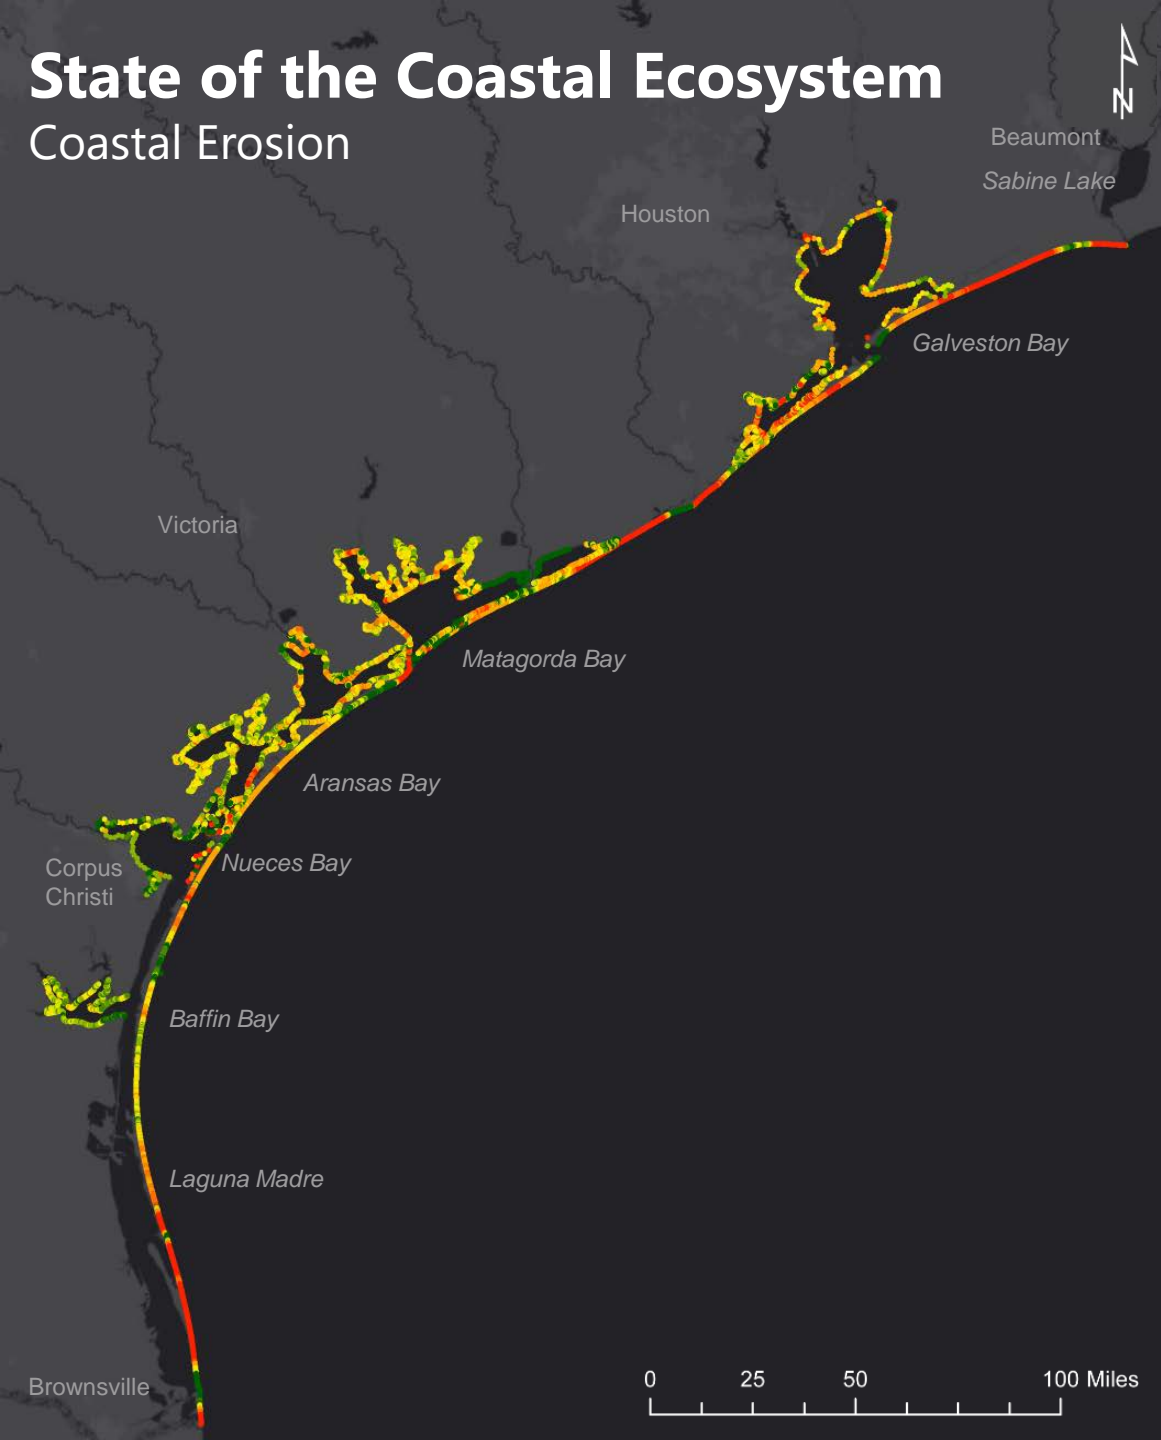 State of the Coastal Ecosystem
Coastal Erosion
N
Beaumont
Sabine Lake
Houston
Galveston Bay
Victoria
Matagorda Bay
Aransas Bay
Nueces Bay
Corpus
Christi
Baffin Bay
Laguna Madre
Brownsville
0 25 50 100 Miles